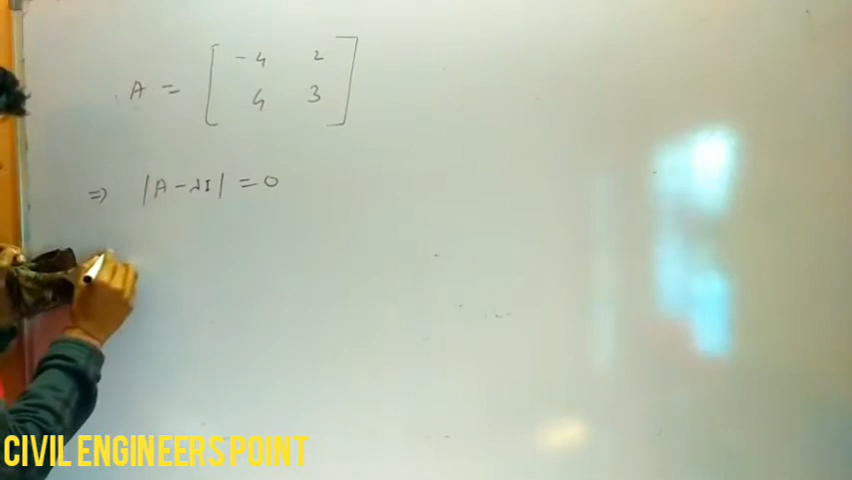 A = [ -4 2
4 3 ]
⇒ |A - λI| = 0
CIVIL ENGINEERS POINT